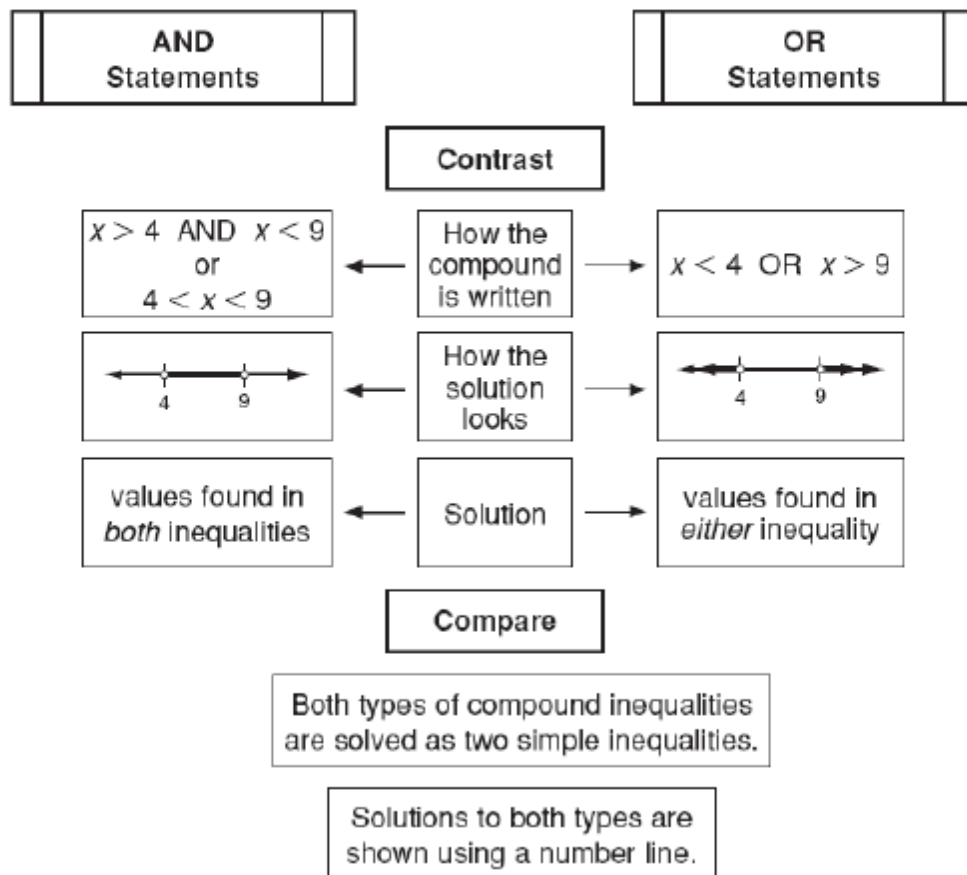 AND
Statements
OR
Statements
Contrast
x > 4 AND x < 9
or
4 < x < 9
How the
compound
is written
x < 4 OR x > 9
4 9
How the
solution
looks
4 9
values found in
both inequalities
Solution
values found in
either inequality
Compare
Both types of compound inequalities
are solved as two simple inequalities.
Solutions to both types are
shown using a number line.